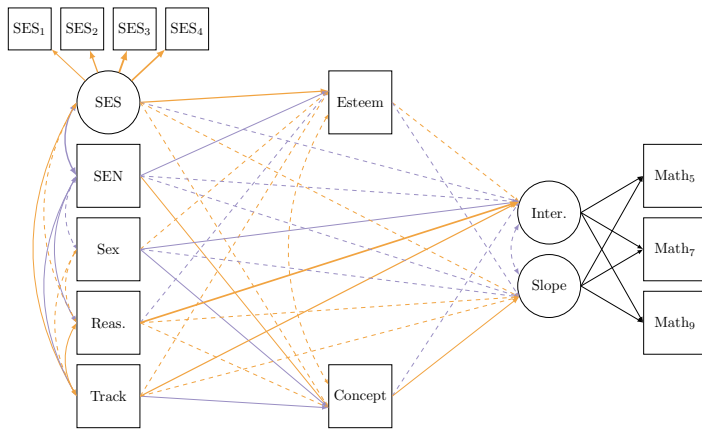 SES₁ SES₂ SES₃ SES₄
SES
Esteem
SEN
Math₅
Inter.
Sex
Math₇
Slope
Reas.
Math₉
Track
Concept